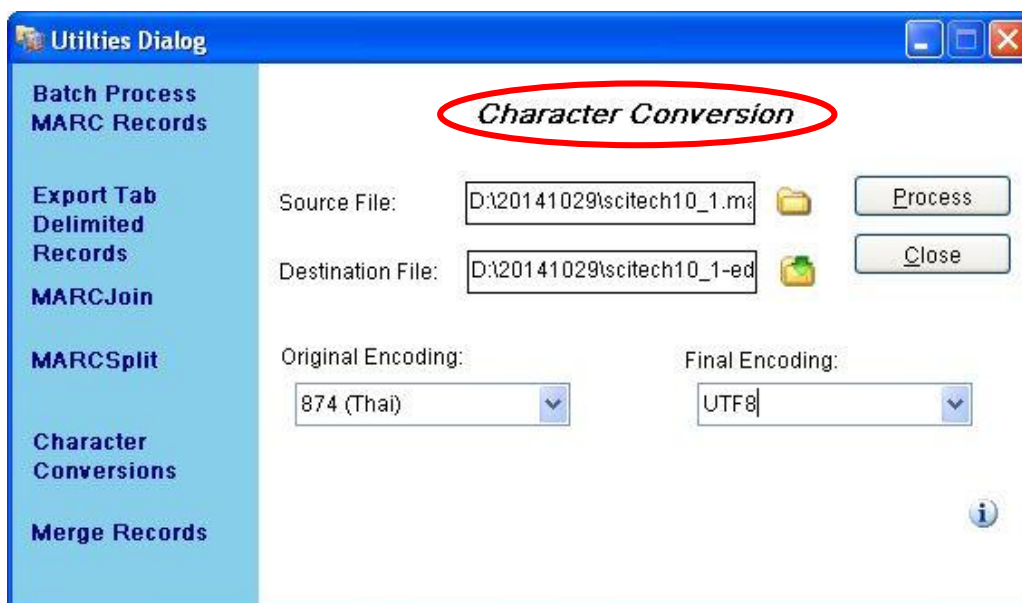 Utilties Dialog
Batch Process
MARC Records
Export Tab
Delimited
Records
MARCJoin
MARCSplit
Character
Conversions
Merge Records
Character Conversion
Source File:
D:\20141029\scitech10_1.ma
Process
Destination File:
D:\20141029\scitech10_1-ed
Close
Original Encoding:
Final Encoding:
874 (Thai)
UTF8